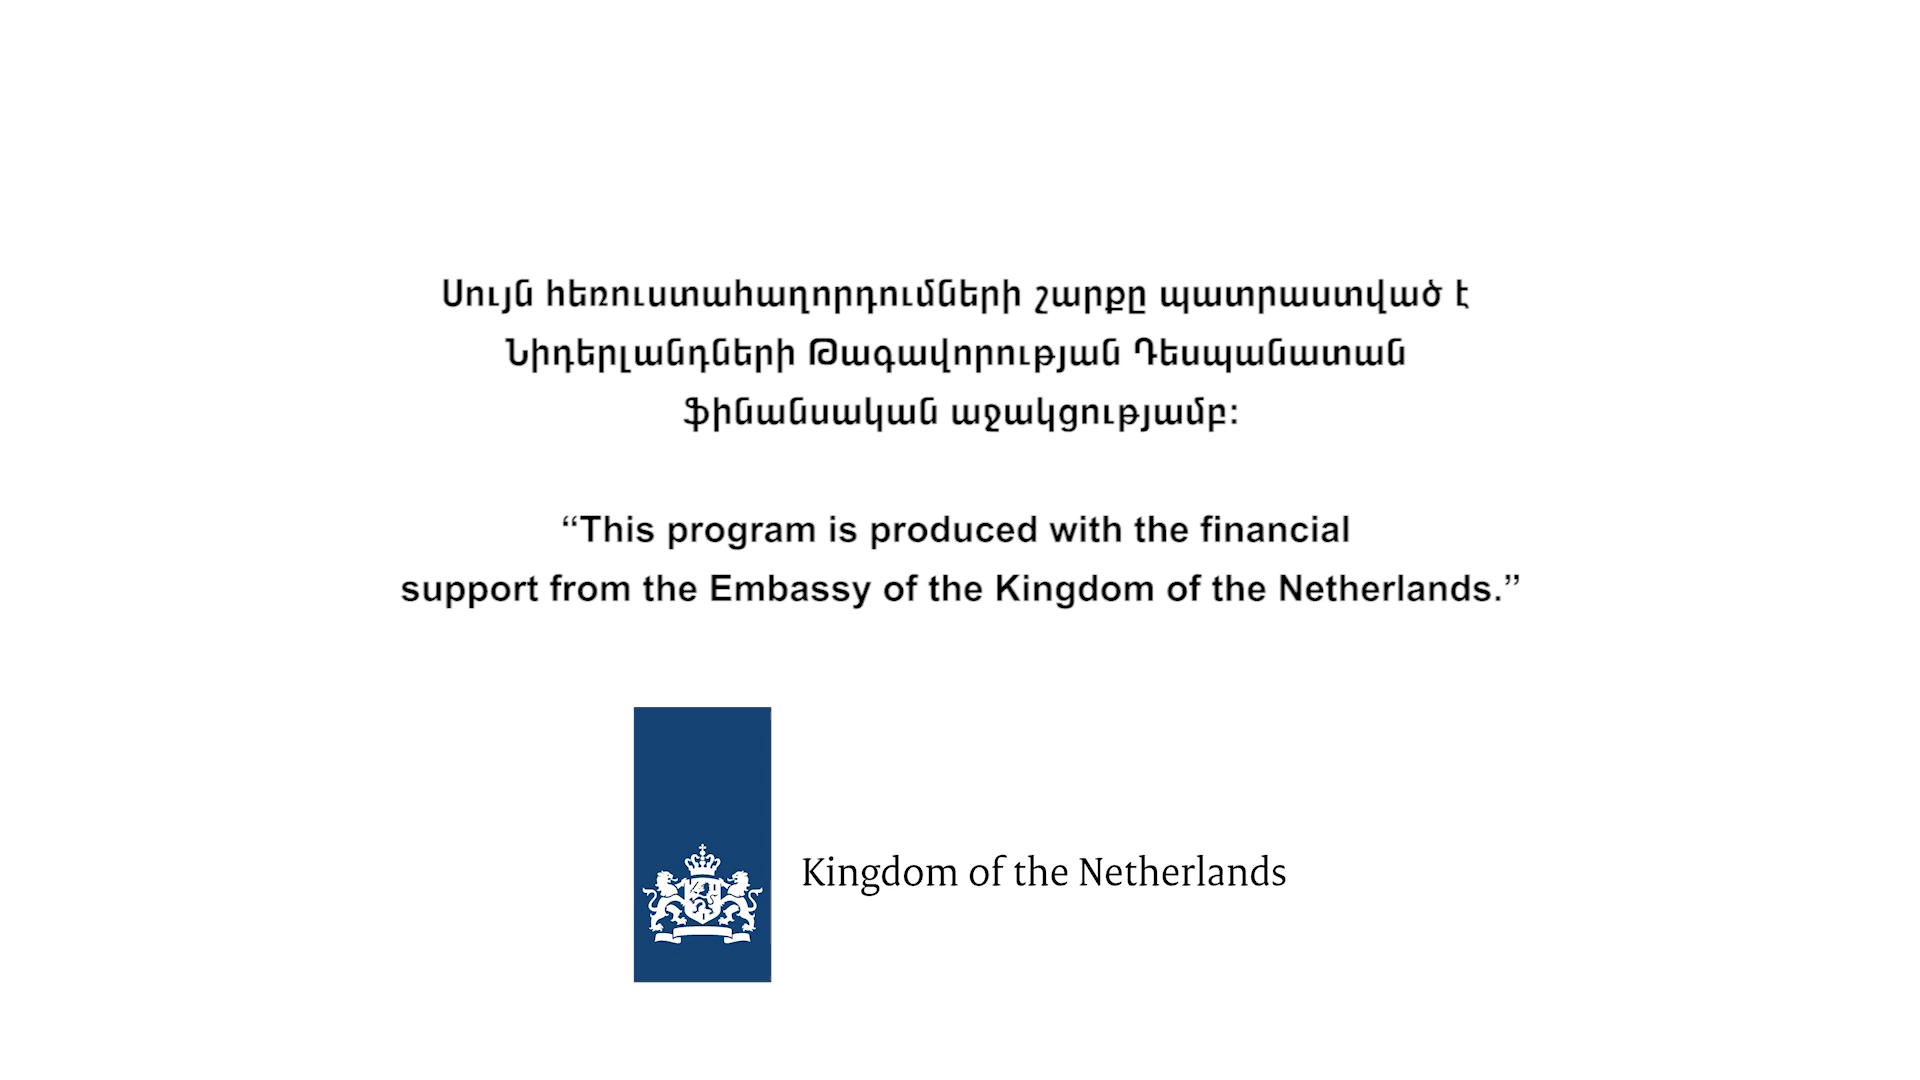 Սույն հեռուստահաղորդումների շարքը պատրաստված է
Նիդերլանդների Թագավորության Դեսպանատան
ֆինանսական աջակցությամբ:
“This program is produced with the financial
support from the Embassy of the Kingdom of the Netherlands.”
Kingdom of the Netherlands